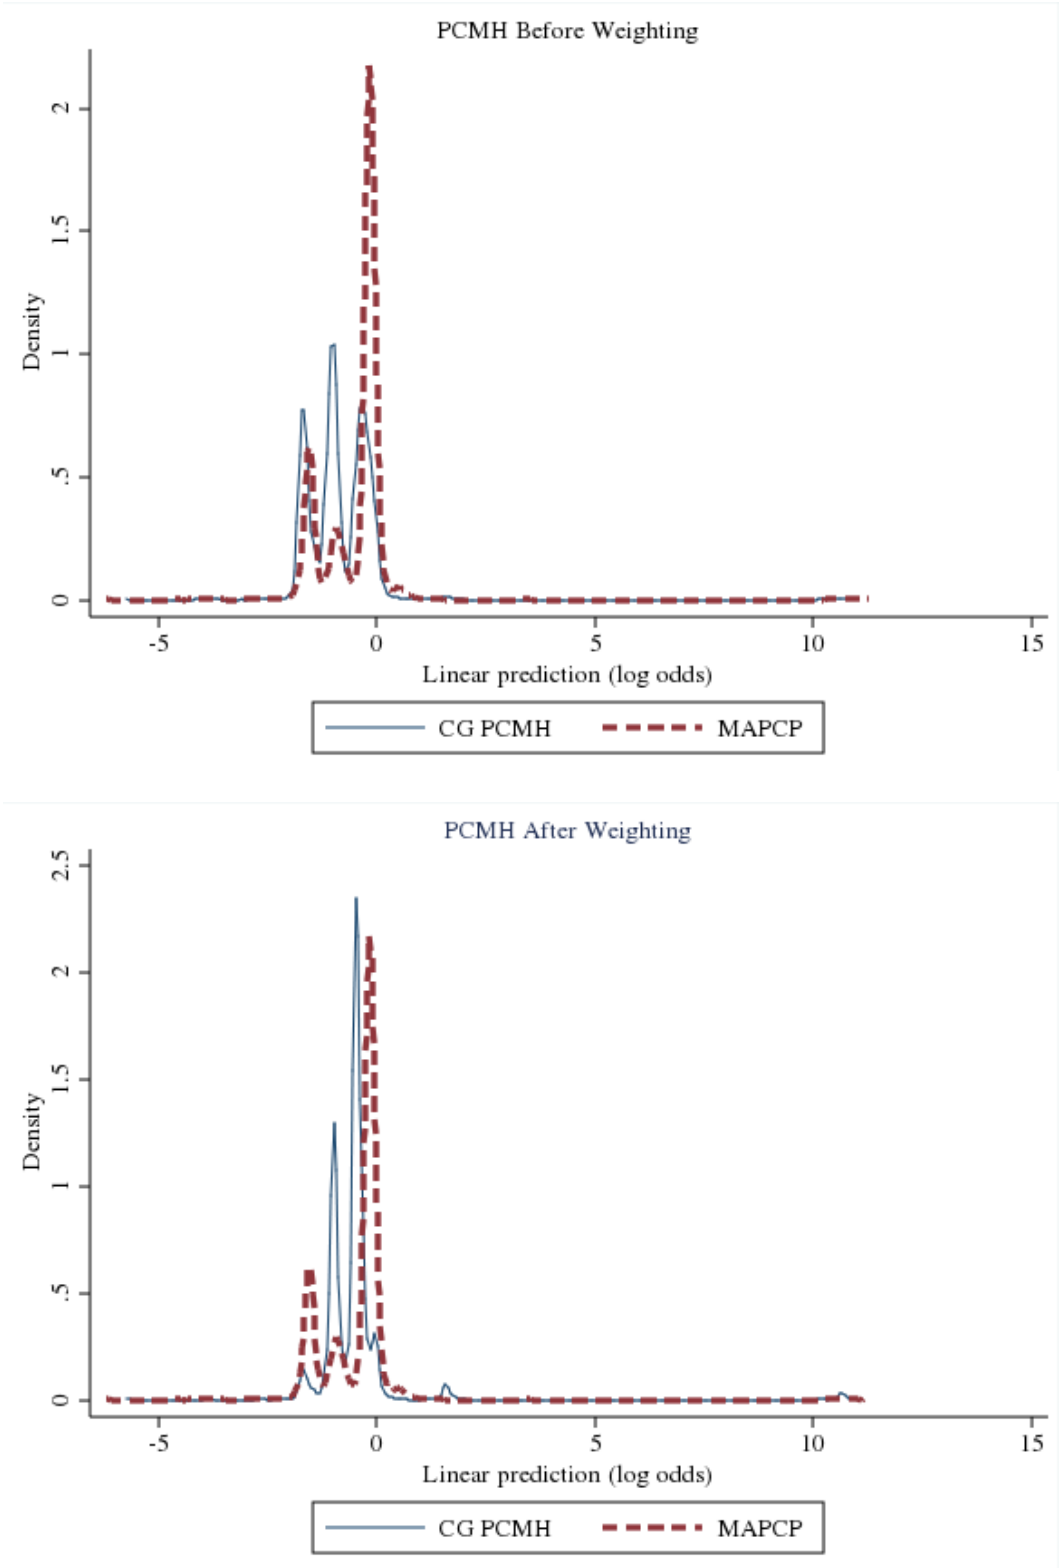 PCMH Before Weighting
Density
2
1.5
1
.5
0
-5 0 5 10 15
Linear prediction (log odds)
CG PCMH MAPCP
PCMH After Weighting
Density
2.5
2
1.5
1
.5
0
-5 0 5 10 15
Linear prediction (log odds)
CG PCMH MAPCP